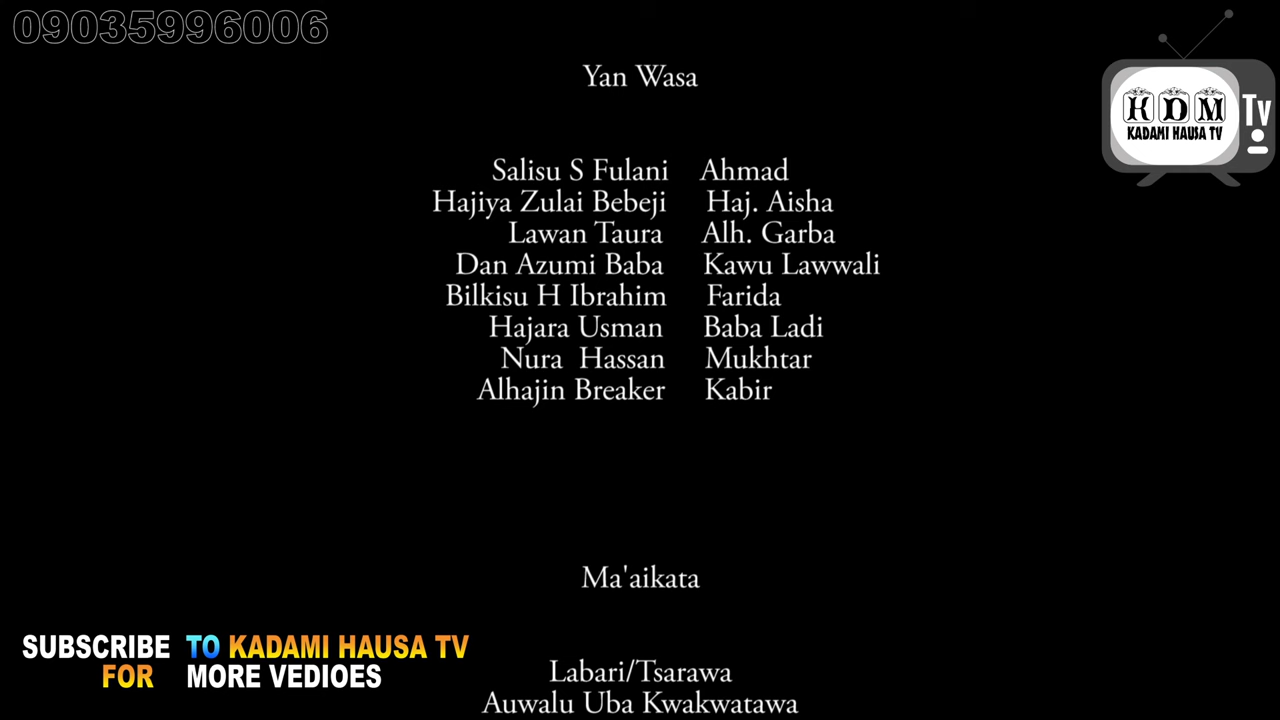 09035996006
Yan Wasa
KDM Tv
KADAMI HAUSA TV
Salisu S Fulani Ahmad
Hajiya Zulai Bebeji Haj. Aisha
Lawan Taura Alh. Garba
Dan Azumi Baba Kawu Lawwali
Bilkisu H Ibrahim Farida
Hajara Usman Baba Ladi
Nura Hassan Mukhtar
Alhajin Breaker Kabir
Ma'aikata
SUBSCRIBE TO KADAMI HAUSA TV
FOR MORE VEDIOES
Labari/Tsarawa
Auwalu Uba Kwakwatawa